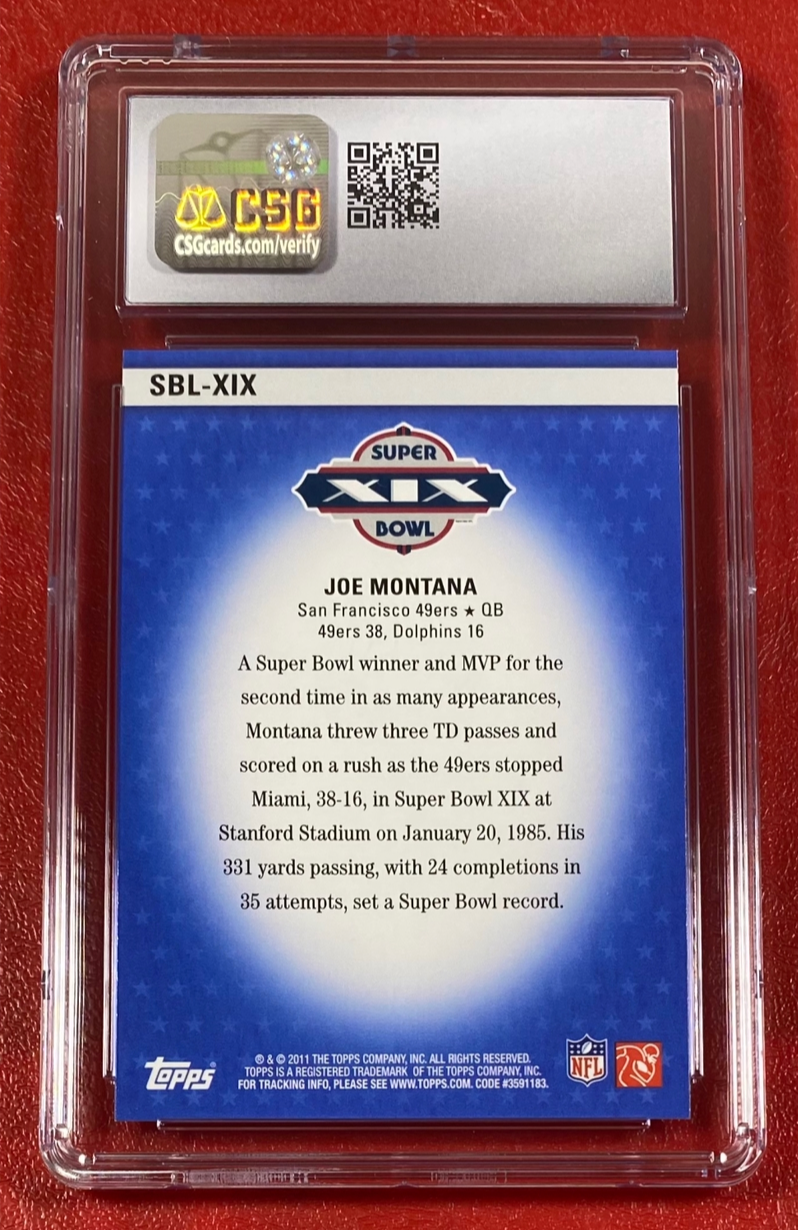 CSG
CSGcards.com/verify
SBL-XIX
SUPER
XIX
BOWL
JOE MONTANA
San Francisco 49ers ★ QB
49ers 38, Dolphins 16
A Super Bowl winner and MVP for the
second time in as many appearances,
Montana threw three TD passes and
scored on a rush as the 49ers stopped
Miami, 38-16, in Super Bowl XIX at
Stanford Stadium on January 20, 1985. His
331 yards passing, with 24 completions in
35 attempts, set a Super Bowl record.
® & © 2011 THE TOPPS COMPANY, INC. ALL RIGHTS RESERVED.
TOPPS IS A REGISTERED TRADEMARK OF THE TOPPS COMPANY, INC.
FOR TRACKING INFO, PLEASE SEE WWW.TOPPS.COM. CODE #3591183.
TOPPS
NFL